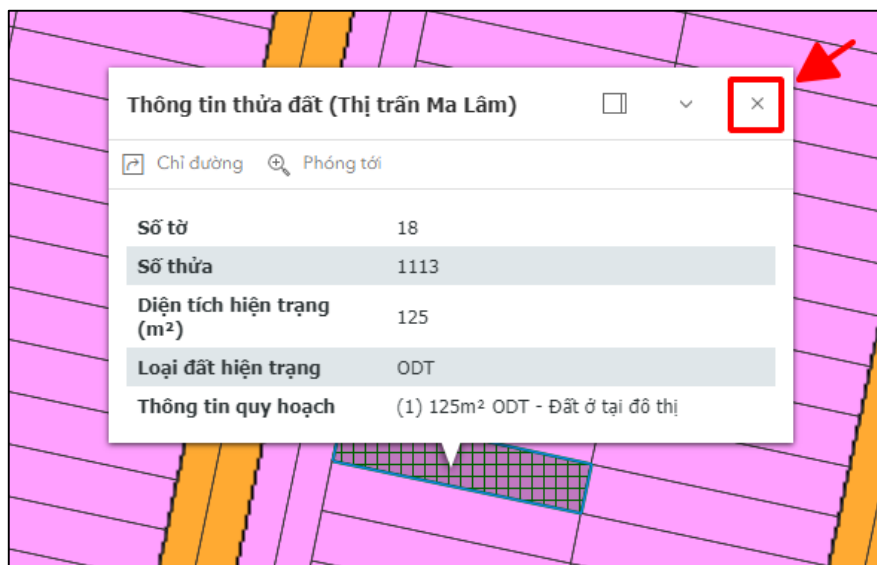 Thông tin thửa đất (Thị trấn Ma Lâm)
Chỉ đường Phóng tới
Số tờ 18
Số thửa 1113
Diện tích hiện trạng
(m²) 125
Loại đất hiện trạng ODT
Thông tin quy hoạch (1) 125m² ODT - Đất ở tại đô thị